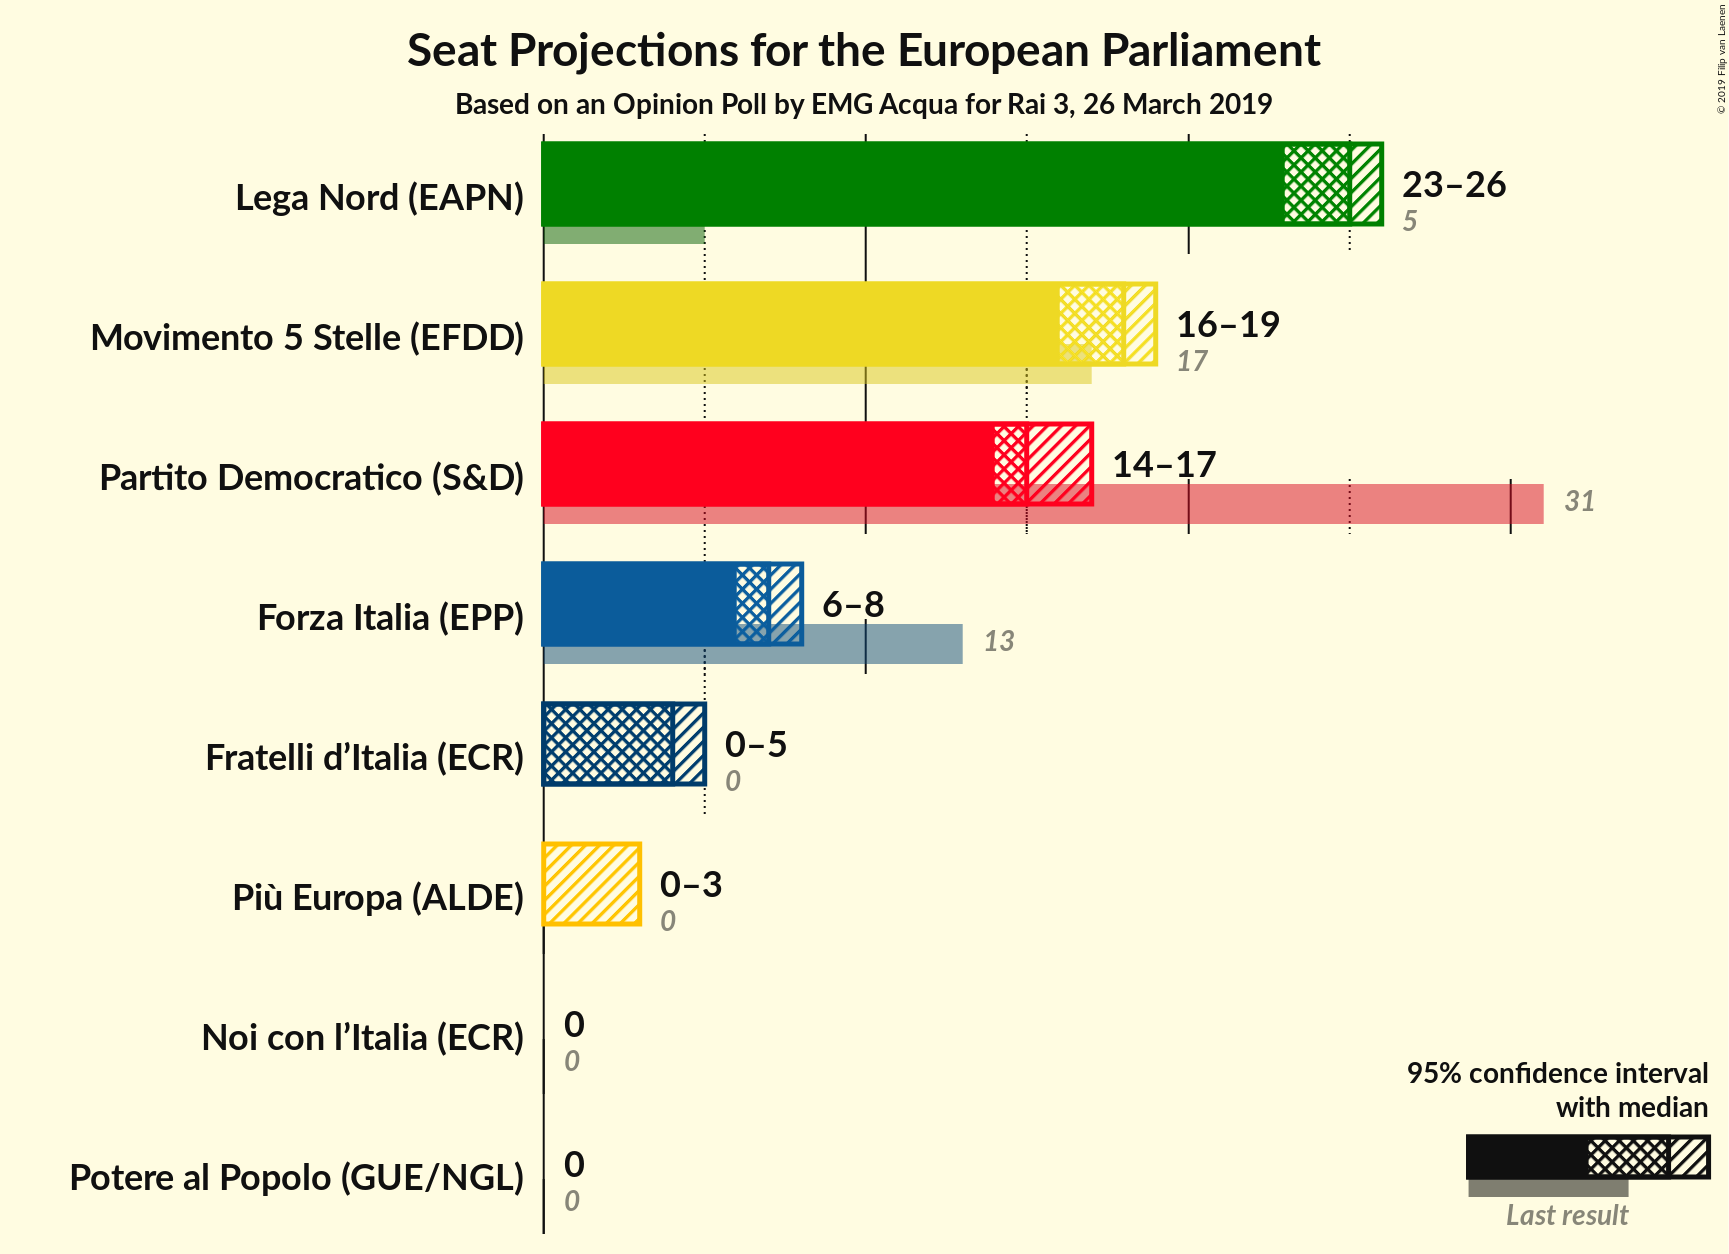 Seat Projections for the European Parliament
Based on an Opinion Poll by EMG Acqua for Rai 3, 26 March 2019
© 2019 Filip van Laenen
Lega Nord (EAPN)
23–26
5
Movimento 5 Stelle (EFDD)
16–19
17
Partito Democratico (S&D)
14–17
31
Forza Italia (EPP)
6–8
13
Fratelli d’Italia (ECR)
0–5
0
Più Europa (ALDE)
0–3
0
Noi con l’Italia (ECR)
0
0
Potere al Popolo (GUE/NGL)
0
0
95% confidence interval
with median
Last result